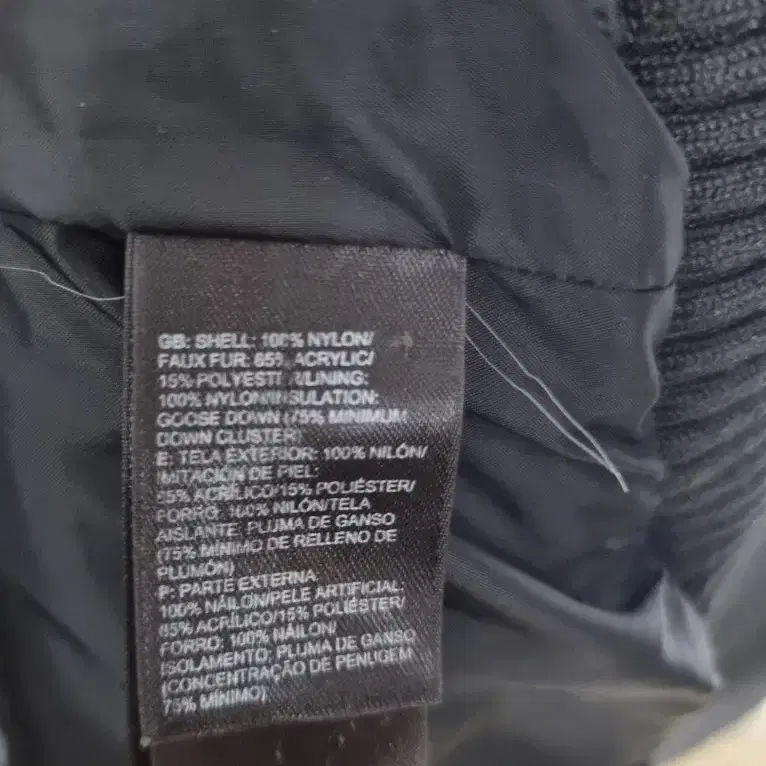 GB: SHELL: 100% NYLON/
FAUX FUR: 85% ACRYLIC/
15% POLYESTER/LINING:
100% NYLON/INSULATION:
GOOSE DOWN (75% MINIMUM
DOWN CLUSTER)
E: TELA EXTERIOR: 100% NILÓN/
IMITACIÓN DE PIEL:
85% ACRÍLICO/15% POLIÉSTER/
FORRO: 100% NILÓN/TELA
AISLANTE: PLUMA DE GANSO
(75% MÍNIMO DE RELLENO DE
PLUMÓN)
P: PARTE EXTERNA
100% NÁILON/PELE ARTIFICIAL:
85% ACRÍLICO/15% POLIÉSTER/
FORRO: 100% NÁILON/
ISOLAMENTO: PLUMA DE GANSO
(CONCENTRAÇÃO DE PENUGEM
75% MÍNIMO)